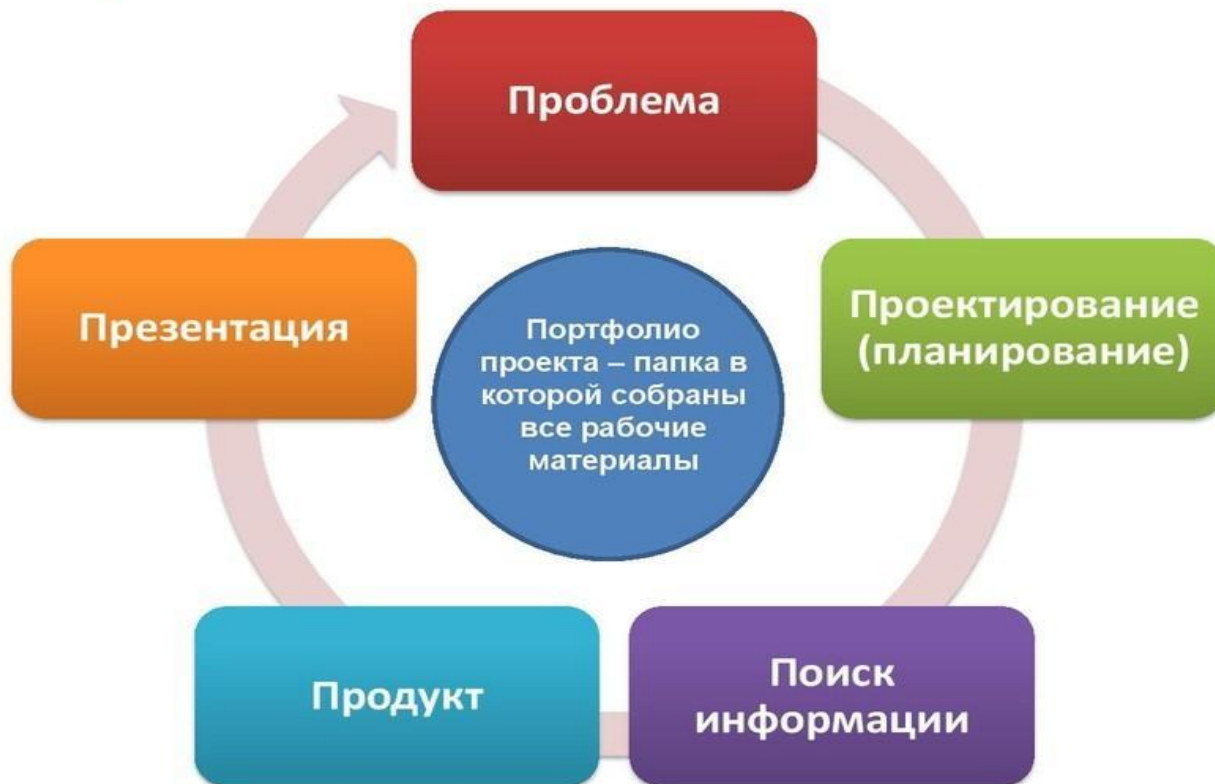 Проблема
Проектирование
(планирование)
Поиск
информации
Продукт
Презентация
Портфолио
проекта – папка в
которой собраны
все рабочие
материалы